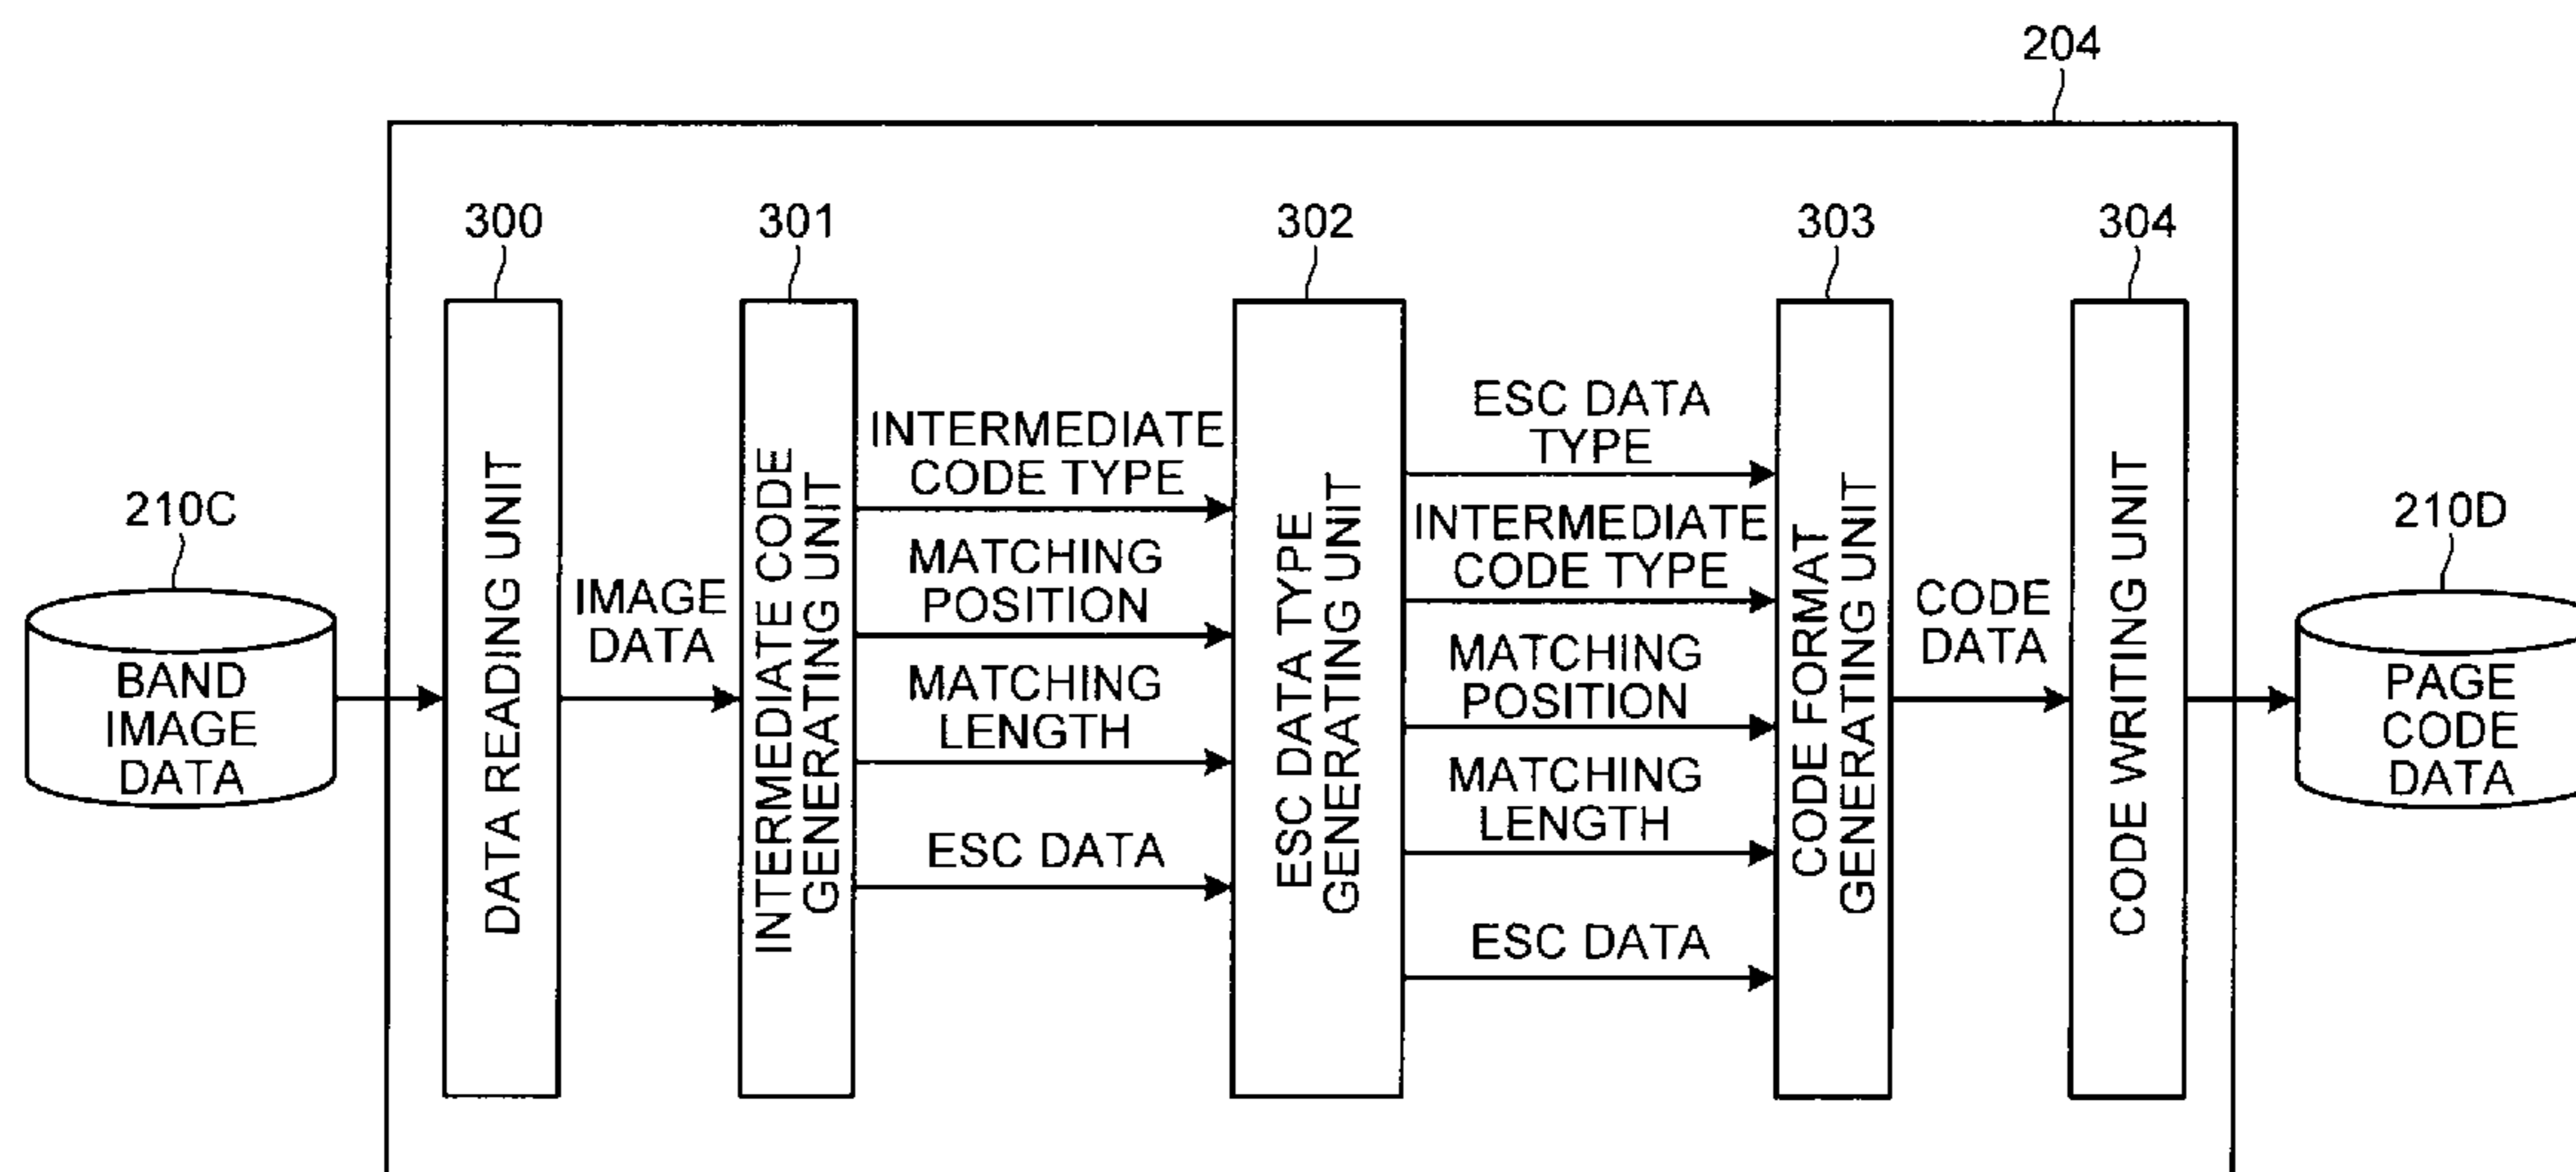 204
300
301
302
303
304
210C
BAND
IMAGE
DATA
DATA READING UNIT
IMAGE
DATA
INTERMEDIATE CODE
GENERATING UNIT
INTERMEDIATE
CODE TYPE
MATCHING
POSITION
MATCHING
LENGTH
ESC DATA
ESC DATA TYPE
GENERATING UNIT
ESC DATA
TYPE
INTERMEDIATE
CODE TYPE
MATCHING
POSITION
MATCHING
LENGTH
ESC DATA
CODE FORMAT
GENERATING UNIT
CODE
DATA
CODE WRITING UNIT
210D
PAGE
CODE
DATA